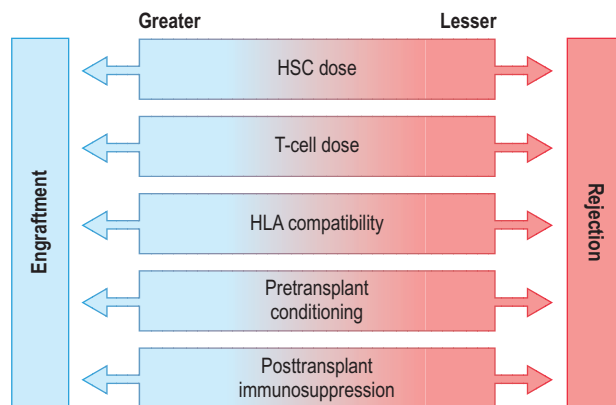 Greater
Lesser
HSC dose
T-cell dose
HLA compatibility
Pretransplant
conditioning
Posttransplant
immunosuppression
Engraftment
Rejection